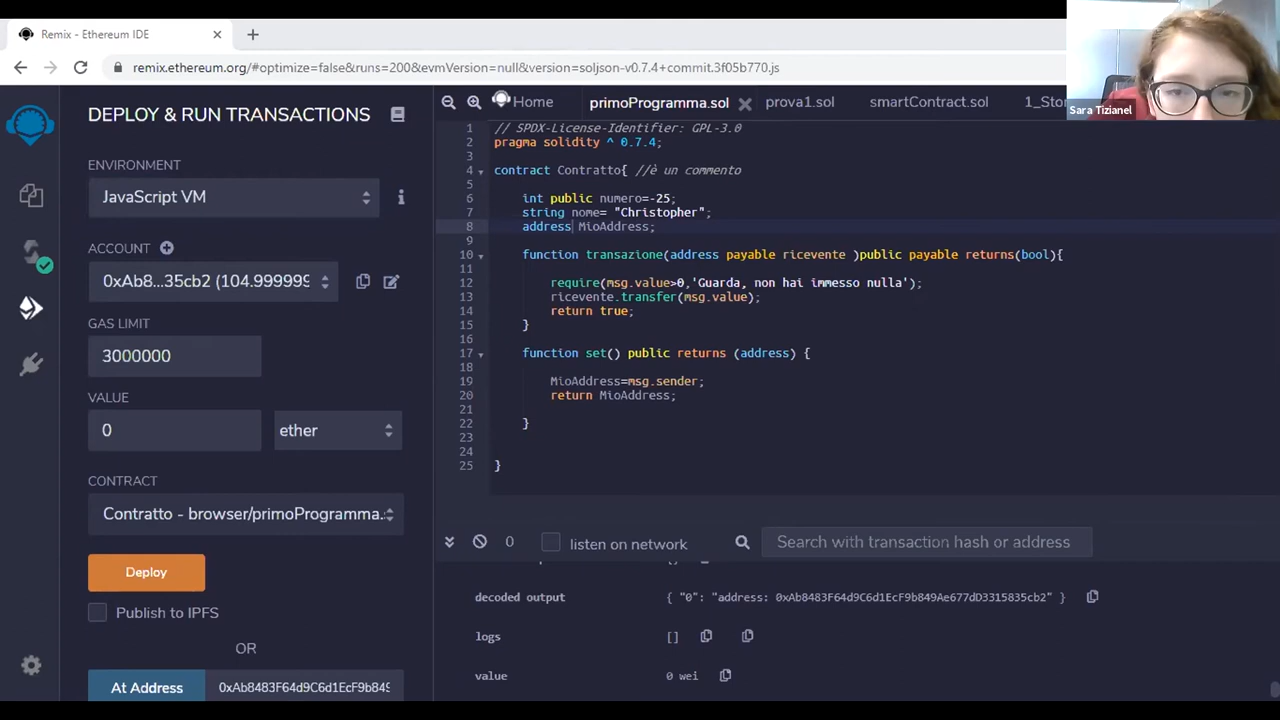 Remix - Ethereum IDE
remix.ethereum.org/#optimize=false&runs=200&evmVersion=null&version=soljson-v0.7.4+commit.3f05b770.js
Sara Tizianel
DEPLOY & RUN TRANSACTIONS
ENVIRONMENT
JavaScript VM
ACCOUNT
0xAb8...35cb2 (104.999999
GAS LIMIT
3000000
VALUE
0
ether
CONTRACT
Contratto - browser/primoProgramma.
Deploy
Publish to IPFS
OR
At Address
0xAb8483F64d9C6d1EcF9b849
Home primoProgramma.sol prova1.sol smartContract.sol 1_Sto
1 // SPDX-License-Identifier: GPL-3.0
2 pragma solidity ^ 0.7.4;
3
4 contract Contratto{ //è un commento
5
6 int public numero=-25;
7 string nome= "Christopher";
8 address MioAddress;
9
10 function transazione(address payable ricevente )public payable returns(bool){
11
12 require(msg.value>0,'Guarda, non hai immesso nulla');
13 ricevente.transfer(msg.value);
14 return true;
15 }
16
17 function set() public returns (address) {
18
19 MioAddress=msg.sender;
20 return MioAddress;
21
22 }
23
24
25 }
0 listen on network Search with transaction hash or address
decoded output { "0": "address: 0xAb8483F64d9C6d1EcF9b849Ae677dD3315835cb2" }
logs []
value 0 wei